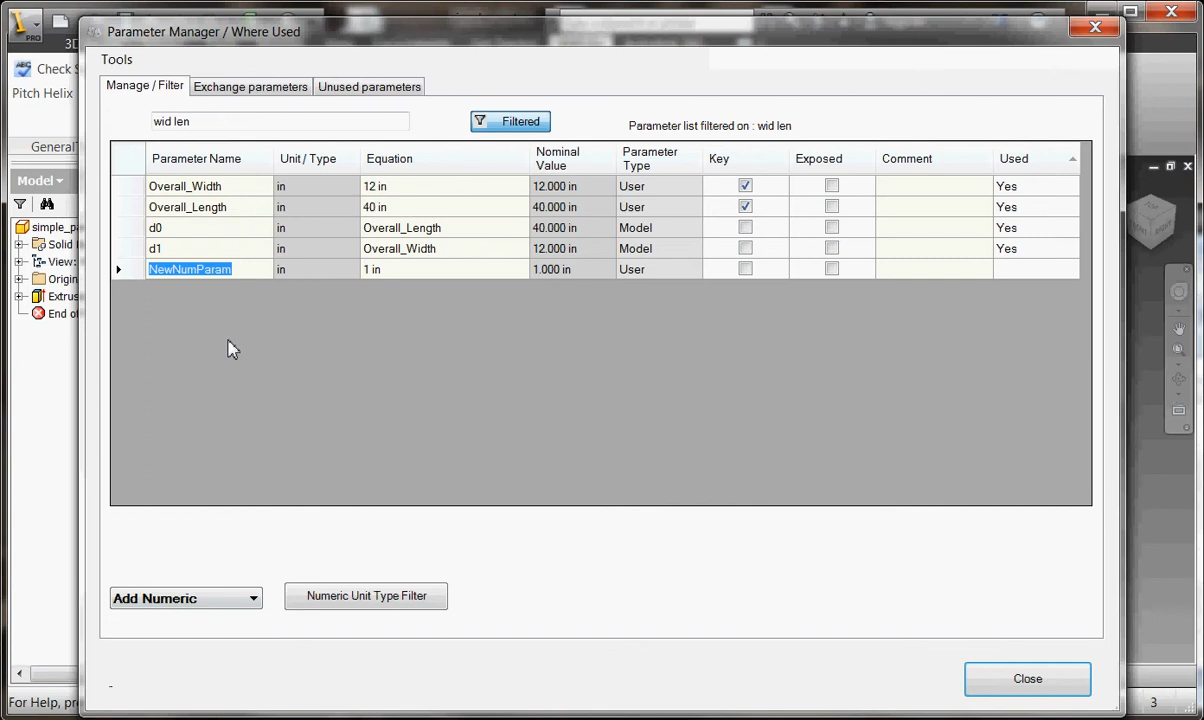 Parameter Manager / Where Used
PRO
3D
Tools
Check S
Manage / Filter
Exchange parameters
Unused parameters
Pitch Helix
wid len
Filtered
Parameter list filtered on : wid len
General
Parameter Name
Unit / Type
Equation
Nominal Value
Parameter Type
Key
Exposed
Comment
Used
Model
Overall_Width in 12 in 12.000 in User Yes
Overall_Length in 40 in 40.000 in User Yes
d0 in Overall_Length 40.000 in Model Yes
d1 in Overall_Width 12.000 in Model Yes
NewNumParam in 1 in 1.000 in User
simple_pa
Solid
View:
Origin
Extrus
End of
Add Numeric
Numeric Unit Type Filter
Close
-
For Help, pre
3